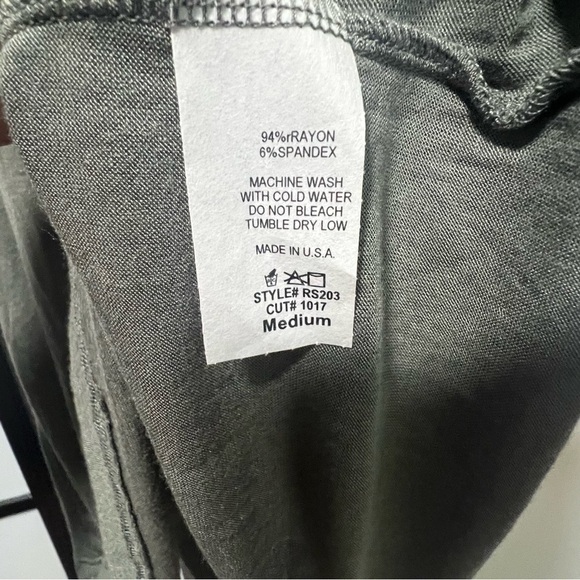 94%rRAYON
6%SPANDEX
MACHINE WASH
WITH COLD WATER
DO NOT BLEACH
TUMBLE DRY LOW
MADE IN U.S.A.
STYLE# RS203
CUT# 1017
Medium